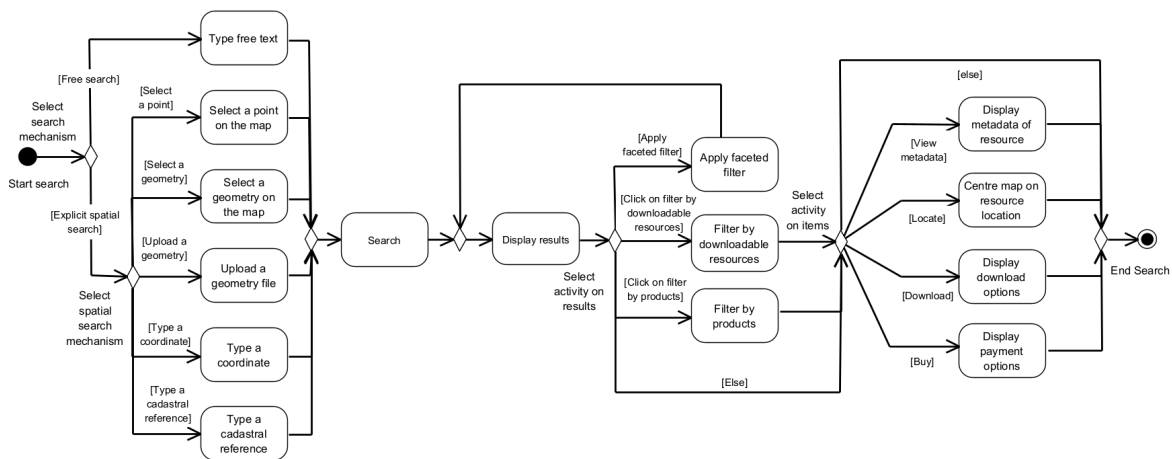 Type free text
[Free search]
Select
search
mechanism
Start search
[Explicit spatial
search]
[Select
a point]
Select a point
on the map
[Select a
geometry]
Select a
geometry on
the map
[Upload a
geometry]
Upload a
geometry file
Select
spatial
search
mechanism
[Type a
coordinate]
Type a
coordinate
[Type a
cadastral
reference]
Type a
cadastral
reference
Search
Display results
Select
activity on
results
[Apply
faceted filter]
Apply faceted
filter
[Click on filter
by
downloadable
resources]
Filter by
downloadable
resources
[Click on filter
by products]
Filter by
products
[Else]
Select
activity
on items
[else]
[View
metadata]
Display
metadata of
resource
[Locate]
Centre map on
resource
location
[Download]
Display
download
options
[Buy]
Display
payment
options
End Search